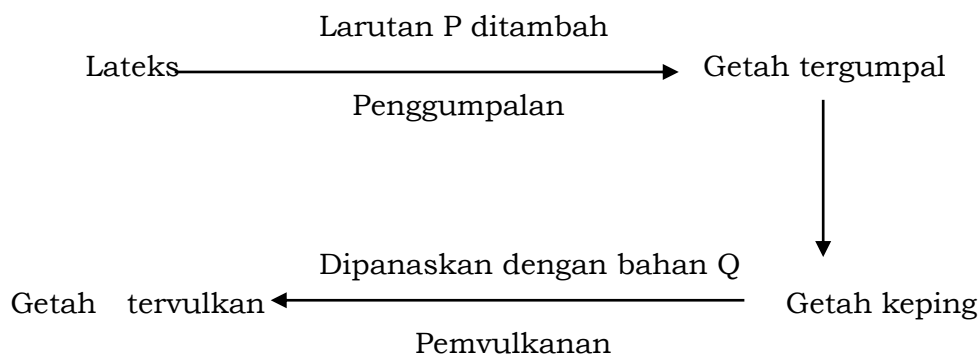 Larutan P ditambah
Lateks Getah tergumpal
Penggumpalan
Dipanaskan dengan bahan Q
Getah tervulkan Getah keping
Pemvulkanan